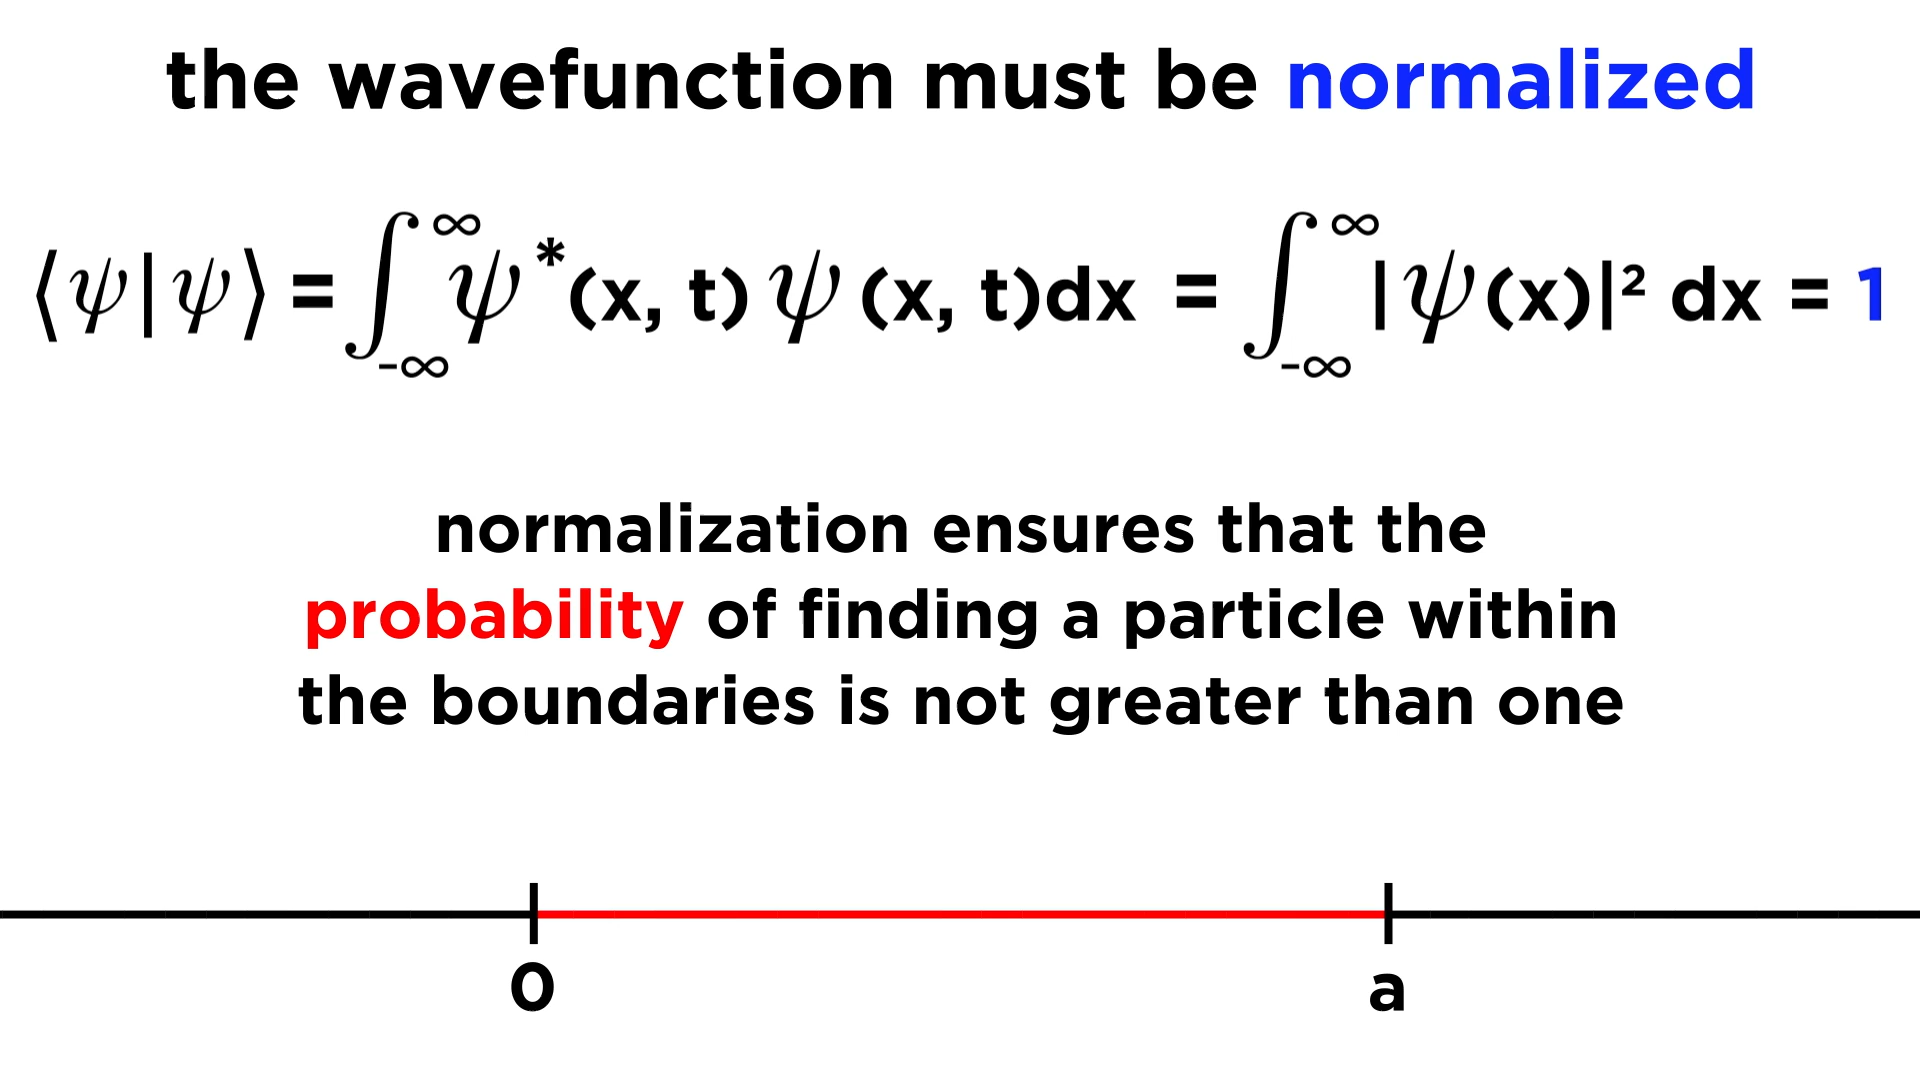 the wavefunction must be normalized
⟨ψ|ψ⟩ = ∫_{-∞}^{∞} ψ*(x, t) ψ (x, t)dx = ∫_{-∞}^{∞} |ψ(x)|² dx = 1
normalization ensures that the
probability of finding a particle within
the boundaries is not greater than one
0 a